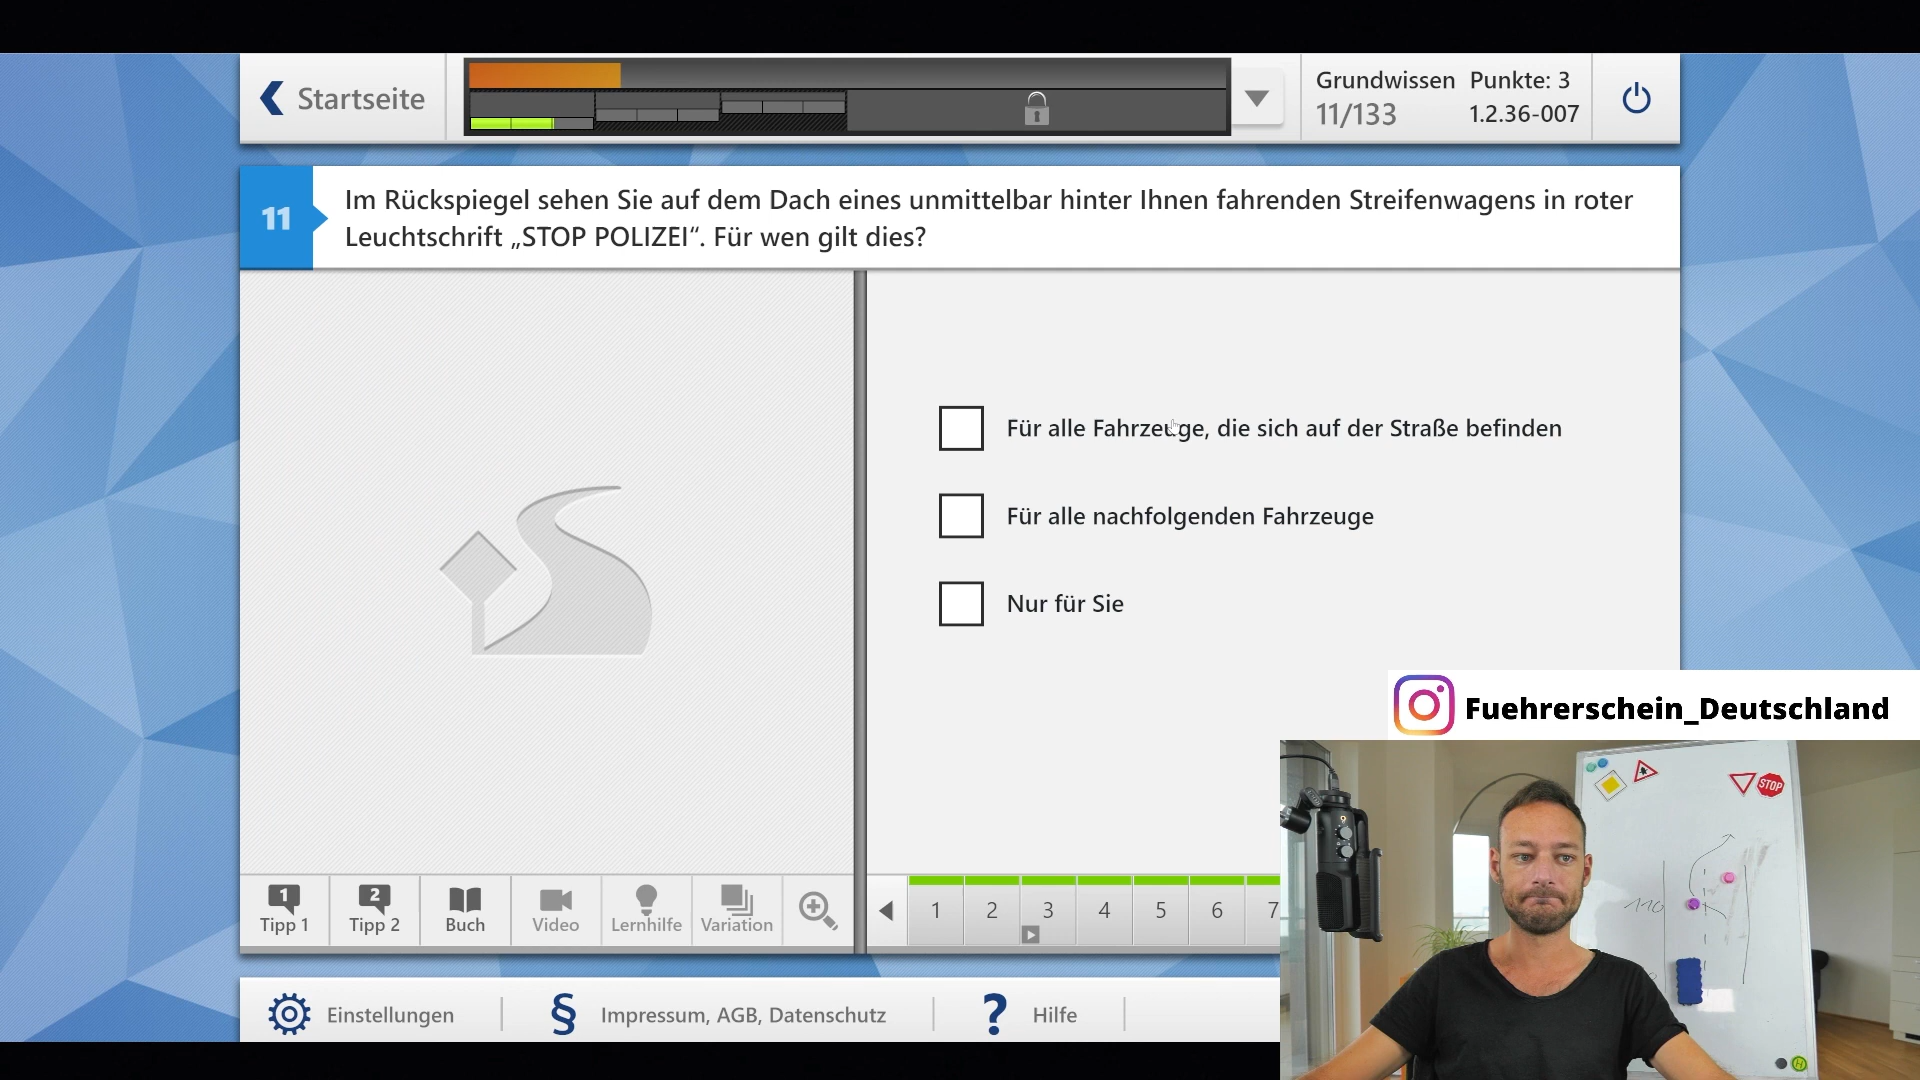 Startseite
Grundwissen Punkte: 3
11/133 1.2.36-007
11
Im Rückspiegel sehen Sie auf dem Dach eines unmittelbar hinter Ihnen fahrenden Streifenwagens in roter
Leuchtschrift „STOP POLIZEI“. Für wen gilt dies?
Für alle Fahrzeuge, die sich auf der Straße befinden
Für alle nachfolgenden Fahrzeuge
Nur für Sie
Fuehrerschein_Deutschland
STOP
110
1 2
Tipp 1 Tipp 2 Buch Video Lernhilfe Variation
1 2 3 4 5 6 7
Einstellungen § Impressum, AGB, Datenschutz ? Hilfe